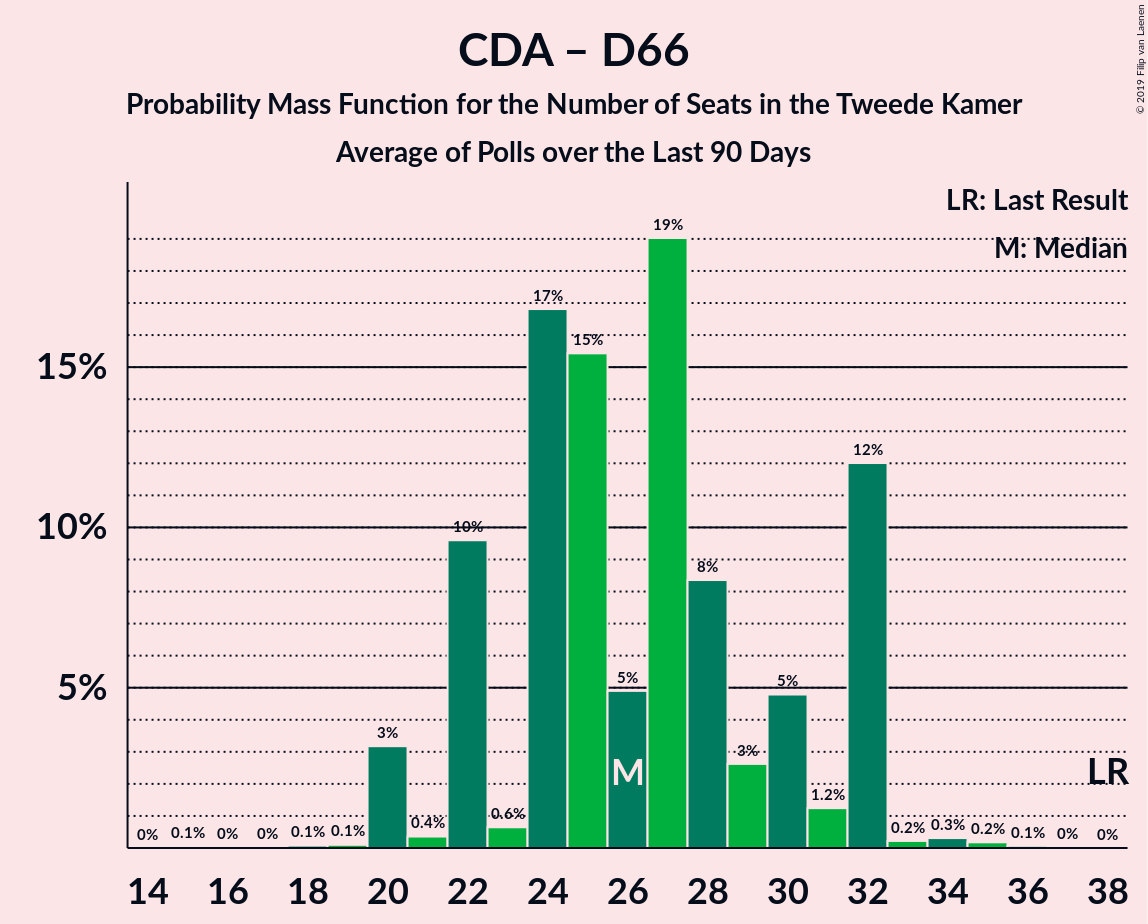 CDA – D66
Probability Mass Function for the Number of Seats in the Tweede Kamer
Average of Polls over the Last 90 Days
© 2019 Filip van Laenen
LR: Last Result
M: Median
19%
17%
15%
15%
12%
10%
10%
8%
5%
5%
5%
3%
3%
M
LR
1.2%
0.6%
0.4%
0% 0.1% 0% 0% 0.1% 0.1% 0.2% 0.3% 0.2% 0.1% 0% 0%
14 16 18 20 22 24 26 28 30 32 34 36 38